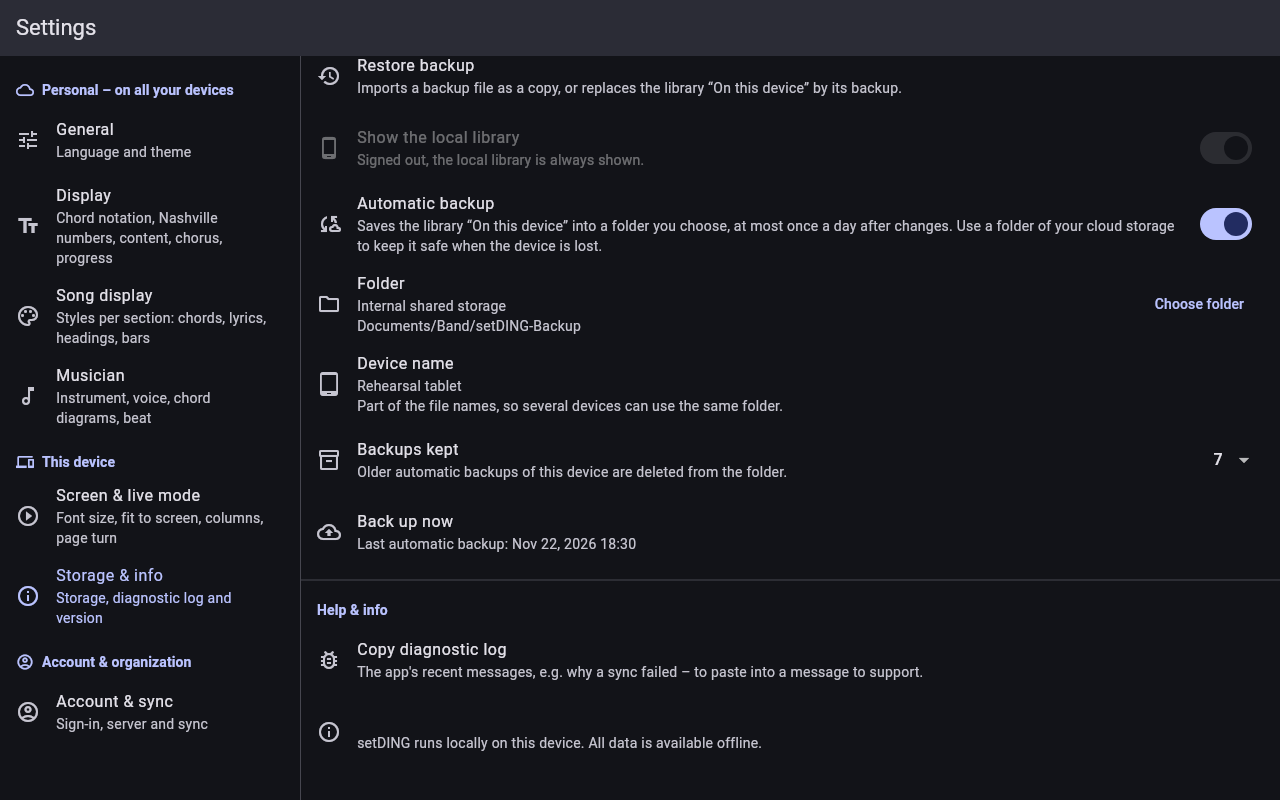 Settings
Personal – on all your devices
General
Language and theme
Display
Chord notation, Nashville
numbers, content, chorus,
progress
Song display
Styles per section: chords, lyrics,
headings, bars
Musician
Instrument, voice, chord
diagrams, beat
This device
Screen & live mode
Font size, fit to screen, columns,
page turn
Storage & info
Storage, diagnostic log and
version
Account & organization
Account & sync
Sign-in, server and sync
Restore backup
Imports a backup file as a copy, or replaces the library “On this device” by its backup.
Show the local library
Signed out, the local library is always shown.
Automatic backup
Saves the library “On this device” into a folder you choose, at most once a day after changes. Use a folder of your cloud storage
to keep it safe when the device is lost.
Folder
Internal shared storage
Documents/Band/setDING-Backup
Choose folder
Device name
Rehearsal tablet
Part of the file names, so several devices can use the same folder.
Backups kept
Older automatic backups of this device are deleted from the folder.
7
Back up now
Last automatic backup: Nov 22, 2026 18:30
Help & info
Copy diagnostic log
The app's recent messages, e.g. why a sync failed – to paste into a message to support.
setDING runs locally on this device. All data is available offline.